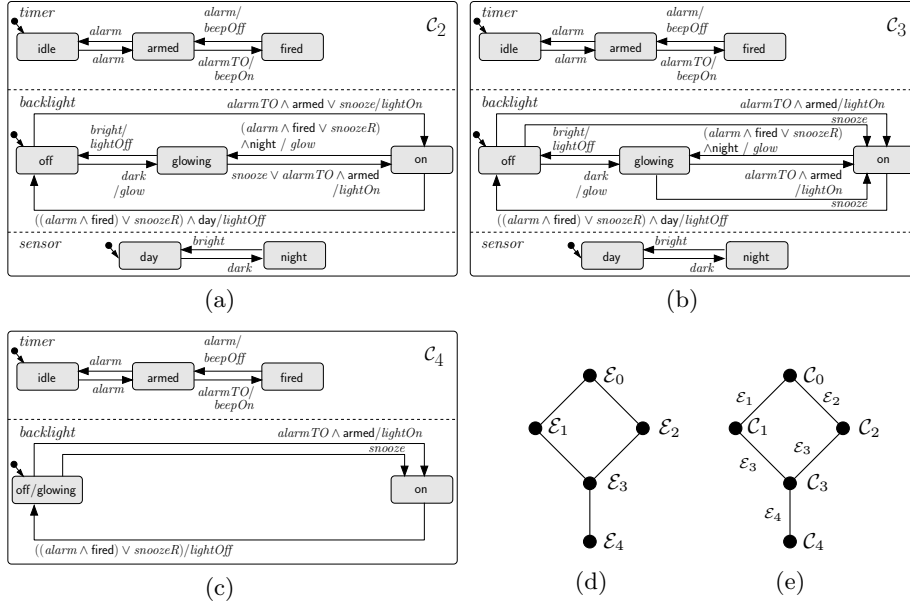 timer
C2
alarm
alarm/
beepOff
idle
armed
fired
alarm
alarmTO/
beepOn
backlight
alarmTO ∧ armed ∨ snooze/lightOn
bright/
lightOff
(alarm ∧ fired ∨ snoozeR)
∧night / glow
off
glowing
on
dark
/glow
snooze ∨ alarmTO ∧ armed
/lightOn
((alarm ∧ fired) ∨ snoozeR) ∧ day/lightOff
sensor
bright
day
night
dark
(a)
timer
C3
alarm
alarm/
beepOff
idle
armed
fired
alarm
alarmTO/
beepOn
backlight
alarmTO ∧ armed/lightOn
snooze
bright/
lightOff
(alarm ∧ fired ∨ snoozeR)
∧night / glow
off
glowing
on
dark
/glow
alarmTO ∧ armed
/lightOn
snooze
((alarm ∧ fired) ∨ snoozeR) ∧ day/lightOff
sensor
bright
day
night
dark
(b)
timer
C4
alarm
alarm/
beepOff
idle
armed
fired
alarm
alarmTO/
beepOn
backlight
alarmTO ∧ armed/lightOn
snooze
off/glowing
on
((alarm ∧ fired) ∨ snoozeR)/lightOff
(c)
E0
E1
E2
E3
E4
(d)
C0
E1
E2
C1
C2
E3
E3
C3
E4
C4
(e)